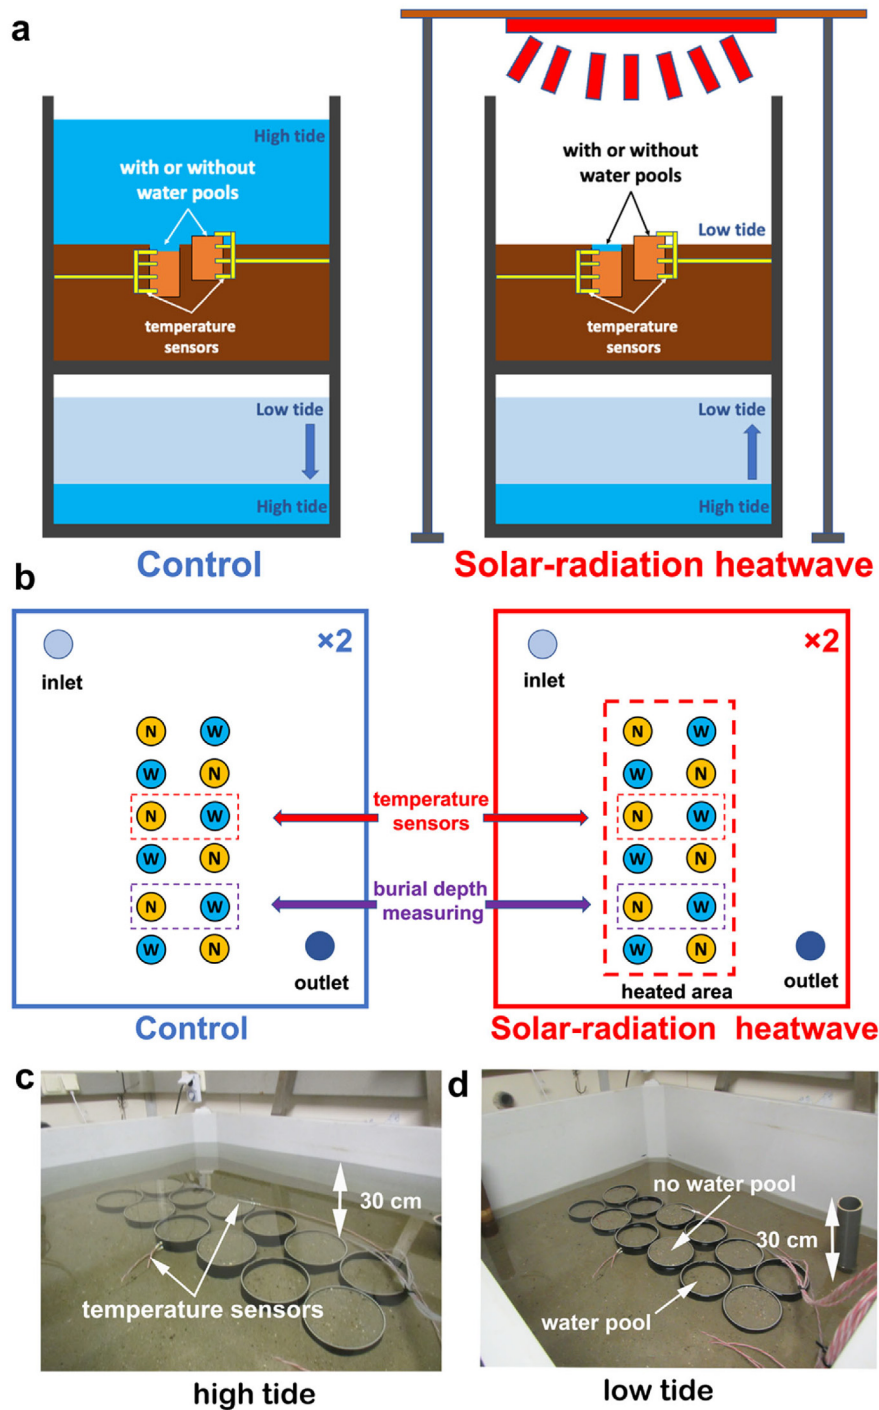 a
High tide
with or without
water pools
temperature
sensors
Low tide
High tide
Control
with or without
water pools
Low tide
temperature
sensors
Low tide
High tide
Solar-radiation heatwave
b
×2
inlet
N W
W N
N W
W N
N W
W N
outlet
Control
temperature
sensors
burial depth
measuring
×2
inlet
N W
W N
N W
W N
N W
W N
heated area
outlet
Solar-radiation heatwave
c
30 cm
temperature sensors
high tide
d
no water pool
30 cm
water pool
low tide